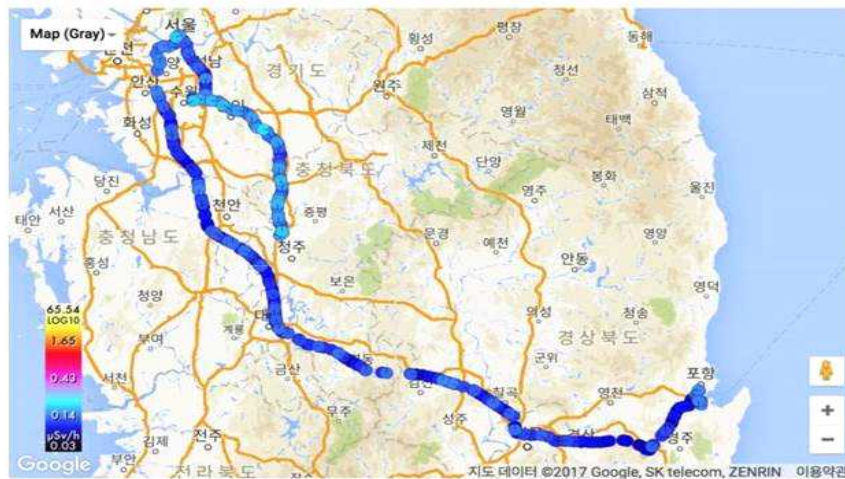 Map (Gray)
서울
횡성
평창
동해
경기도
안산
수원
원주
정선
삼척
화성
영월
태백
제천
단양
충청북도
당진
서산
태안
천안
증평
영주
봉화
울진
충청남도
청주
문경
예천
안동
영양
홍성
보은
영덕
청양
의성
청송
65.54
LOG10
계룡
부여
경상북도
1.65
군위
금산
포항
0.43
서천
김천
칠곡
영천
무주
성주
0.14
경산
경주
µSv/h
0.03
김제
전주
부안
전라북도
Google
지도 데이터 ©2017 Google, SK telecom, ZENRIN 이용약관